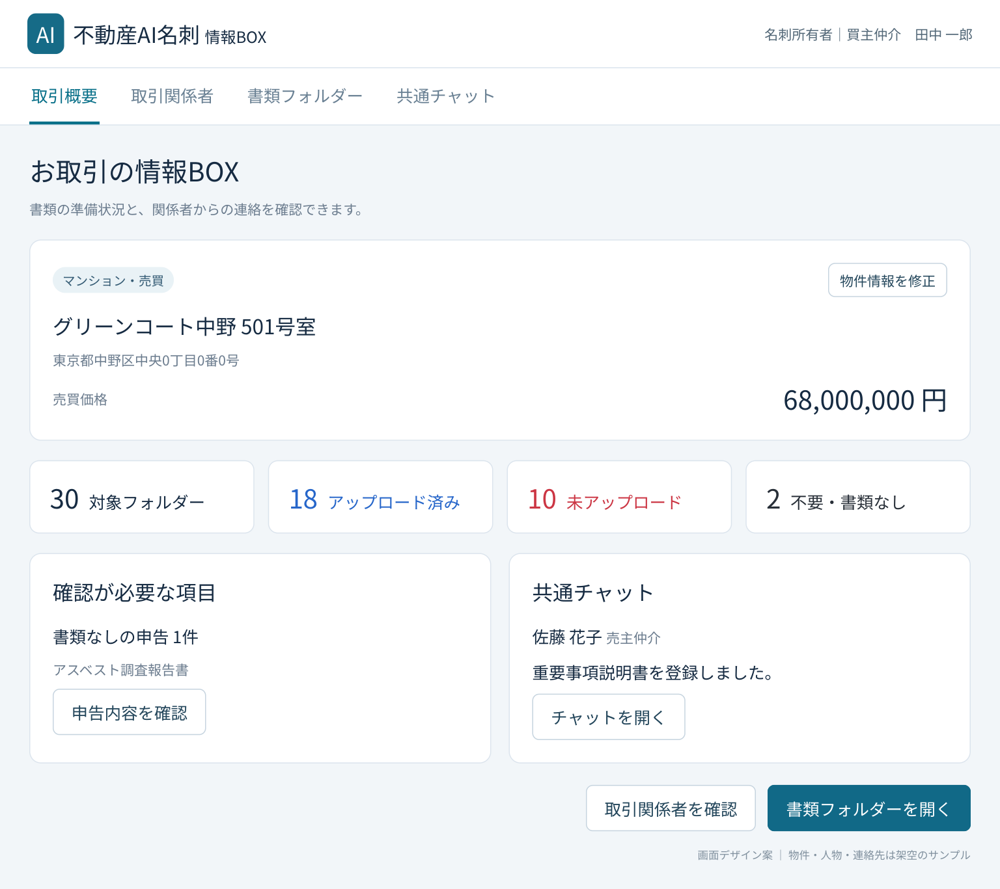 AI 不動産AI名刺 情報BOX
名刺所有者｜買主仲介　田中 一郎
取引概要 取引関係者 書類フォルダー 共通チャット
お取引の情報BOX
書類の準備状況と、関係者からの連絡を確認できます。
マンション・売買
物件情報を修正
グリーンコート中野 501号室
東京都中野区中央0丁目0番0号
売買価格
68,000,000 円
30 対象フォルダー
18 アップロード済み
10 未アップロード
2 不要・書類なし
確認が必要な項目
書類なしの申告 1件
アスベスト調査報告書
申告内容を確認
共通チャット
佐藤 花子 売主仲介
重要事項説明書を登録しました。
チャットを開く
取引関係者を確認
書類フォルダーを開く
画面デザイン案 ｜ 物件・人物・連絡先は架空のサンプル